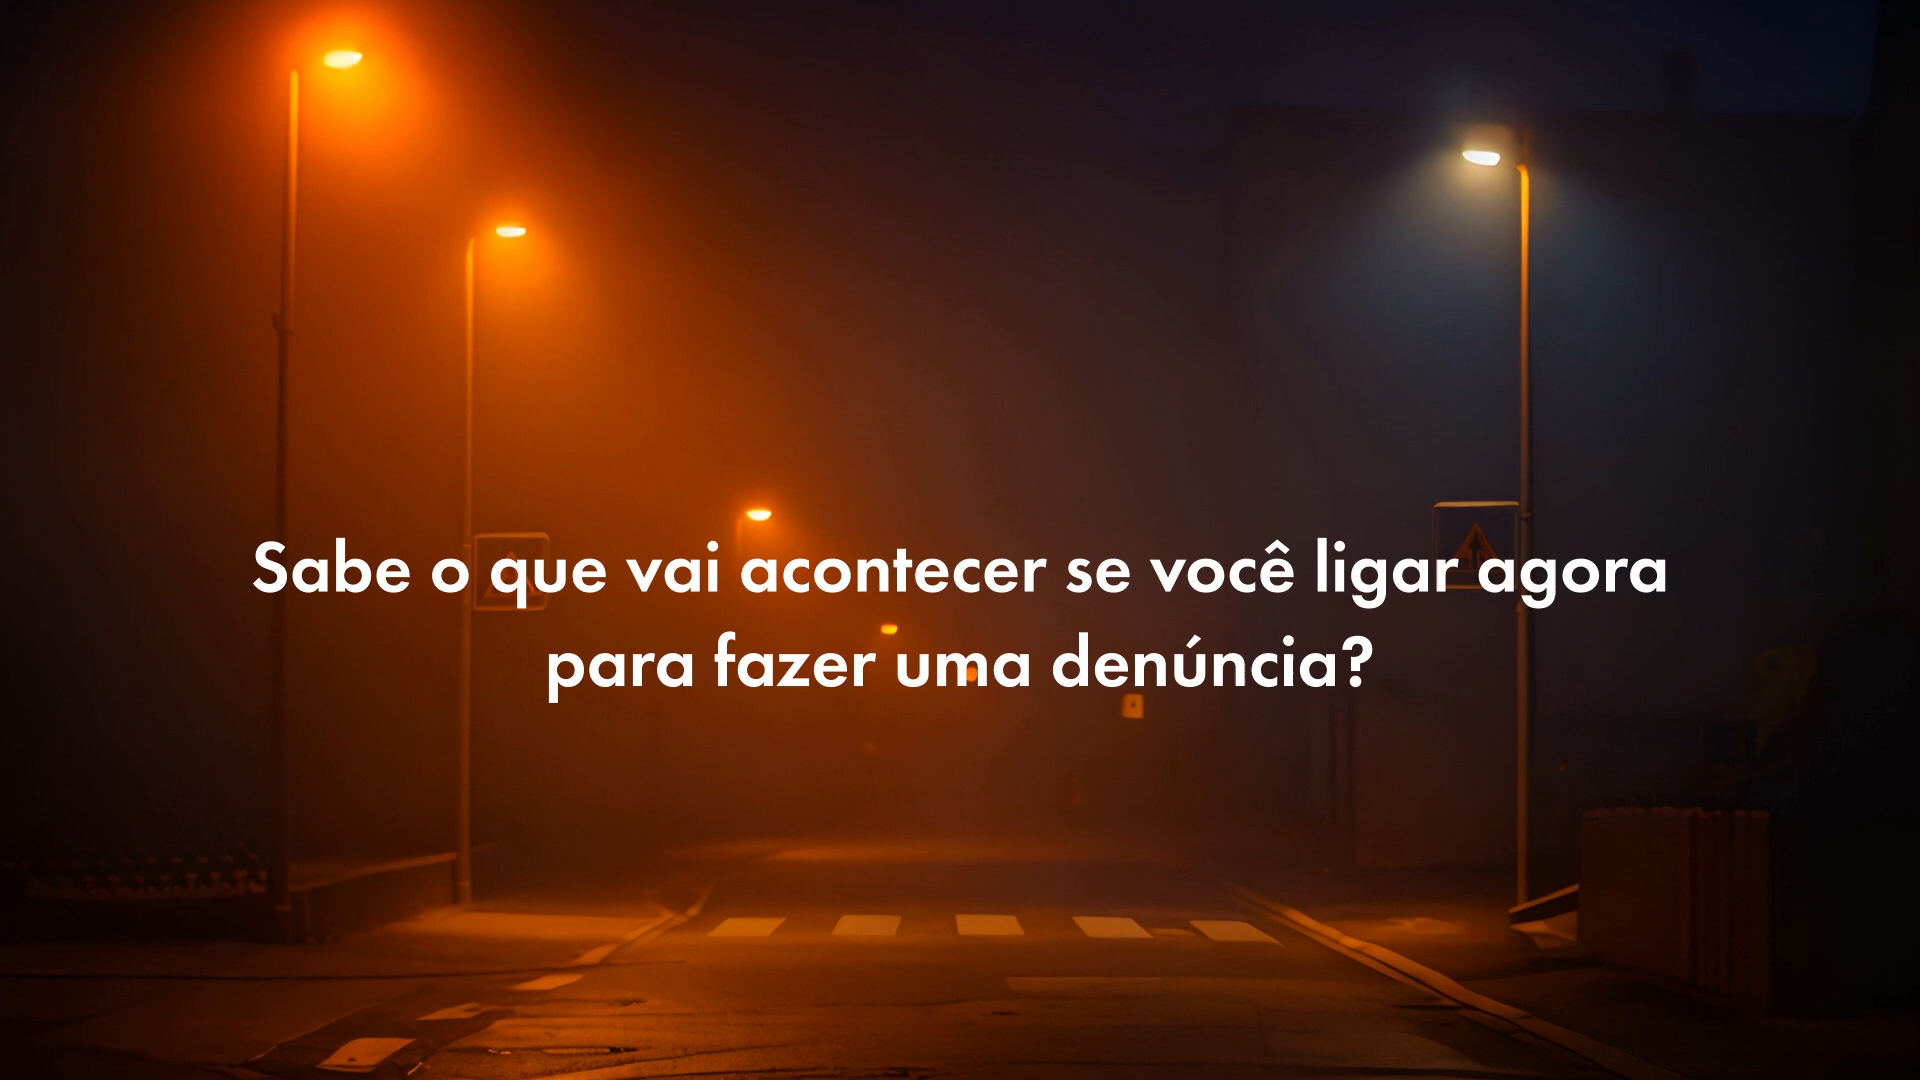 Sabe o que vai acontecer se você ligar agora
para fazer uma denúncia?